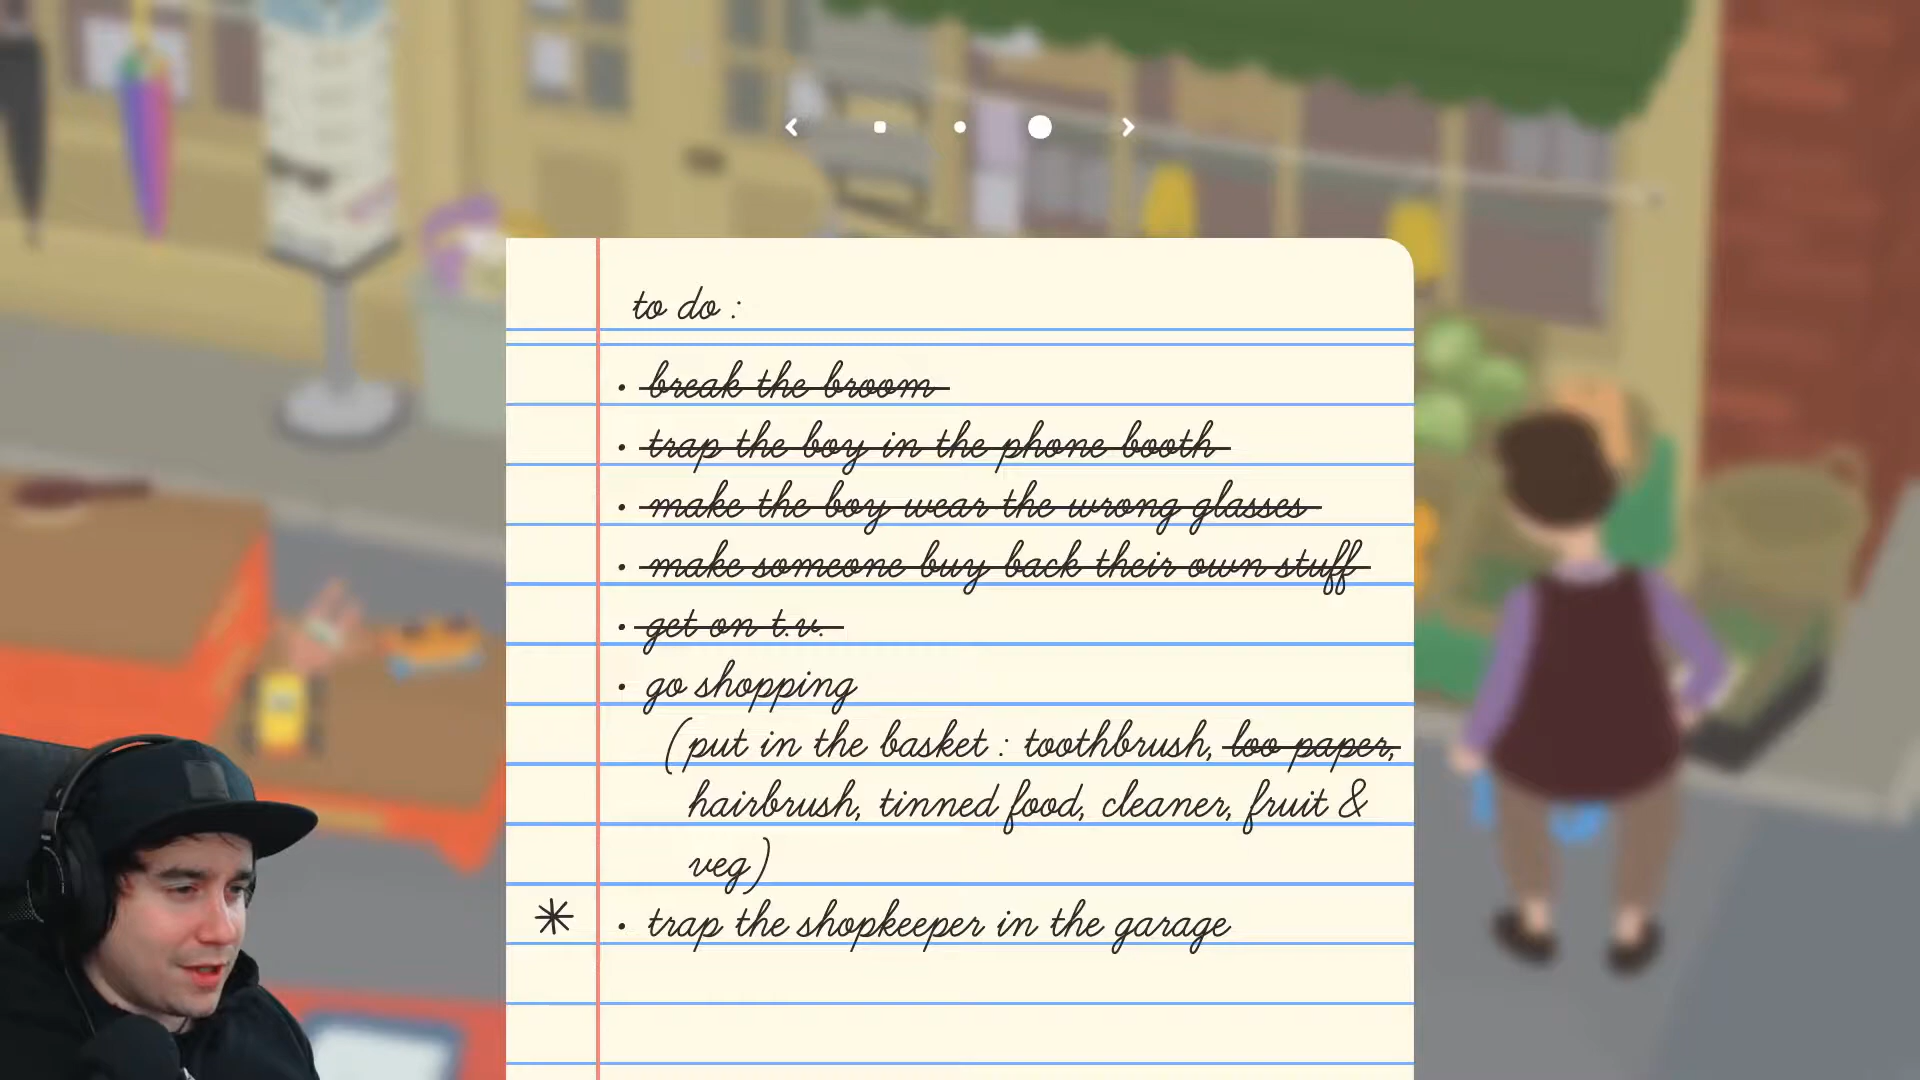 to do :
• break the broom
• trap the boy in the phone booth
• make the boy wear the wrong glasses
• make someone buy back their own stuff
• get on t.v.
• go shopping
(put in the basket : toothbrush, loo paper,
hairbrush, tinned food, cleaner, fruit &
veg)
* • trap the shopkeeper in the garage